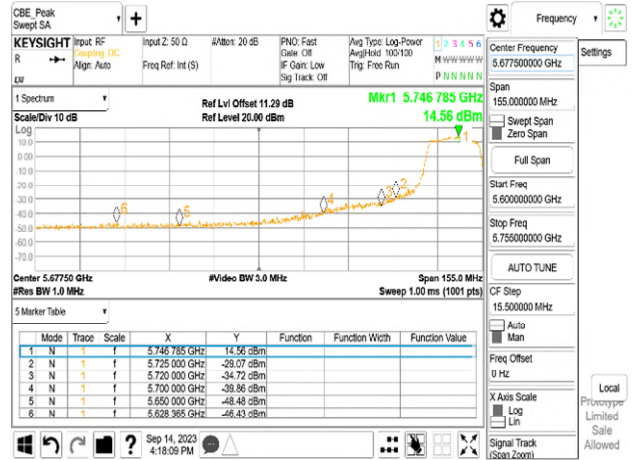 CBE_Peak
Swept SA
Frequency
KEYSIGHT
R
Input: RF
Coupling: DC
Align: Auto
Input Z: 50 Ω
Freq Ref: Int (S)
#Atten: 20 dB
PNO: Fast
Gate: Off
IF Gain: Low
Sig Track: Off
Avg Type: Log-Power
Avg|Hold: 100/100
Trig: Free Run
1 2 3 4 5 6
M W W W W W
P N N N N N
1 Spectrum
Scale/Div 10 dB
Ref Lvl Offset 11.29 dB
Ref Level 20.00 dBm
Mkr1 5.746 785 GHz
14.56 dBm
Log
10.0
0.00
-10.0
-20.0
-30.0
-40.0
-50.0
-60.0
-70.0
1
2
3
4
5
6
Center 5.67750 GHz
#Res BW 1.0 MHz
#Video BW 3.0 MHz
Span 155.0 MHz
Sweep 1.00 ms (1001 pts)
5 Marker Table
Mode Trace Scale X Y Function Function Width Function Value
1 N 1 f 5.746 785 GHz 14.56 dBm
2 N 1 f 5.725 000 GHz -29.07 dBm
3 N 1 f 5.720 000 GHz -34.72 dBm
4 N 1 f 5.700 000 GHz -39.86 dBm
5 N 1 f 5.650 000 GHz -48.48 dBm
6 N 1 f 5.628 365 GHz -46.43 dBm
Sep 14, 2023
4:18:09 PM
Center Frequency
5.677500000 GHz
Settings
Span
155.000000 MHz
Swept Span
Zero Span
Full Span
Start Freq
5.600000000 GHz
Stop Freq
5.755000000 GHz
AUTO TUNE
CF Step
15.500000 MHz
Auto
Man
Freq Offset
0 Hz
X Axis Scale
Log
Lin
Signal Track
(Span Zoom)
Local
Prototype
Limited
Sale
Allowed